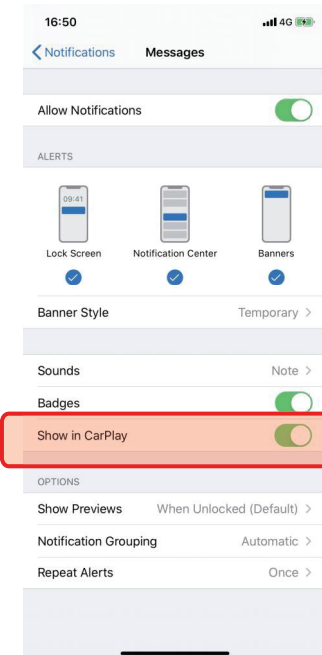 16:50 4G
Notifications Messages
Allow Notifications
ALERTS
09:41
Lock Screen Notification Center Banners
Banner Style Temporary
Sounds Note
Badges
Show in CarPlay
OPTIONS
Show Previews When Unlocked (Default)
Notification Grouping Automatic
Repeat Alerts Once